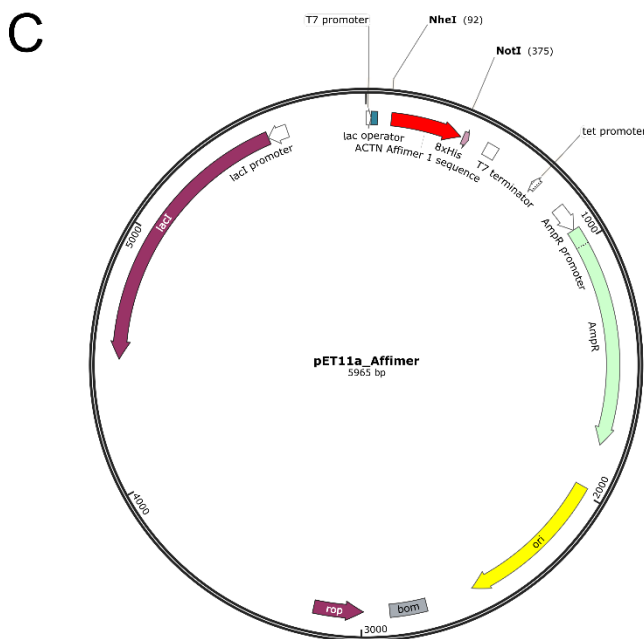 C
T7 promoter
NheI (92)
NotI (375)
tet promoter
lac operator
ACTN Affimer 1 sequence
8xHis
T7 terminator
AmpR promoter
1000
AmpR
2000
ori
bom
3000
rop
4000
lacI
5000
lacI promoter
pET11a_Affimer
5965 bp